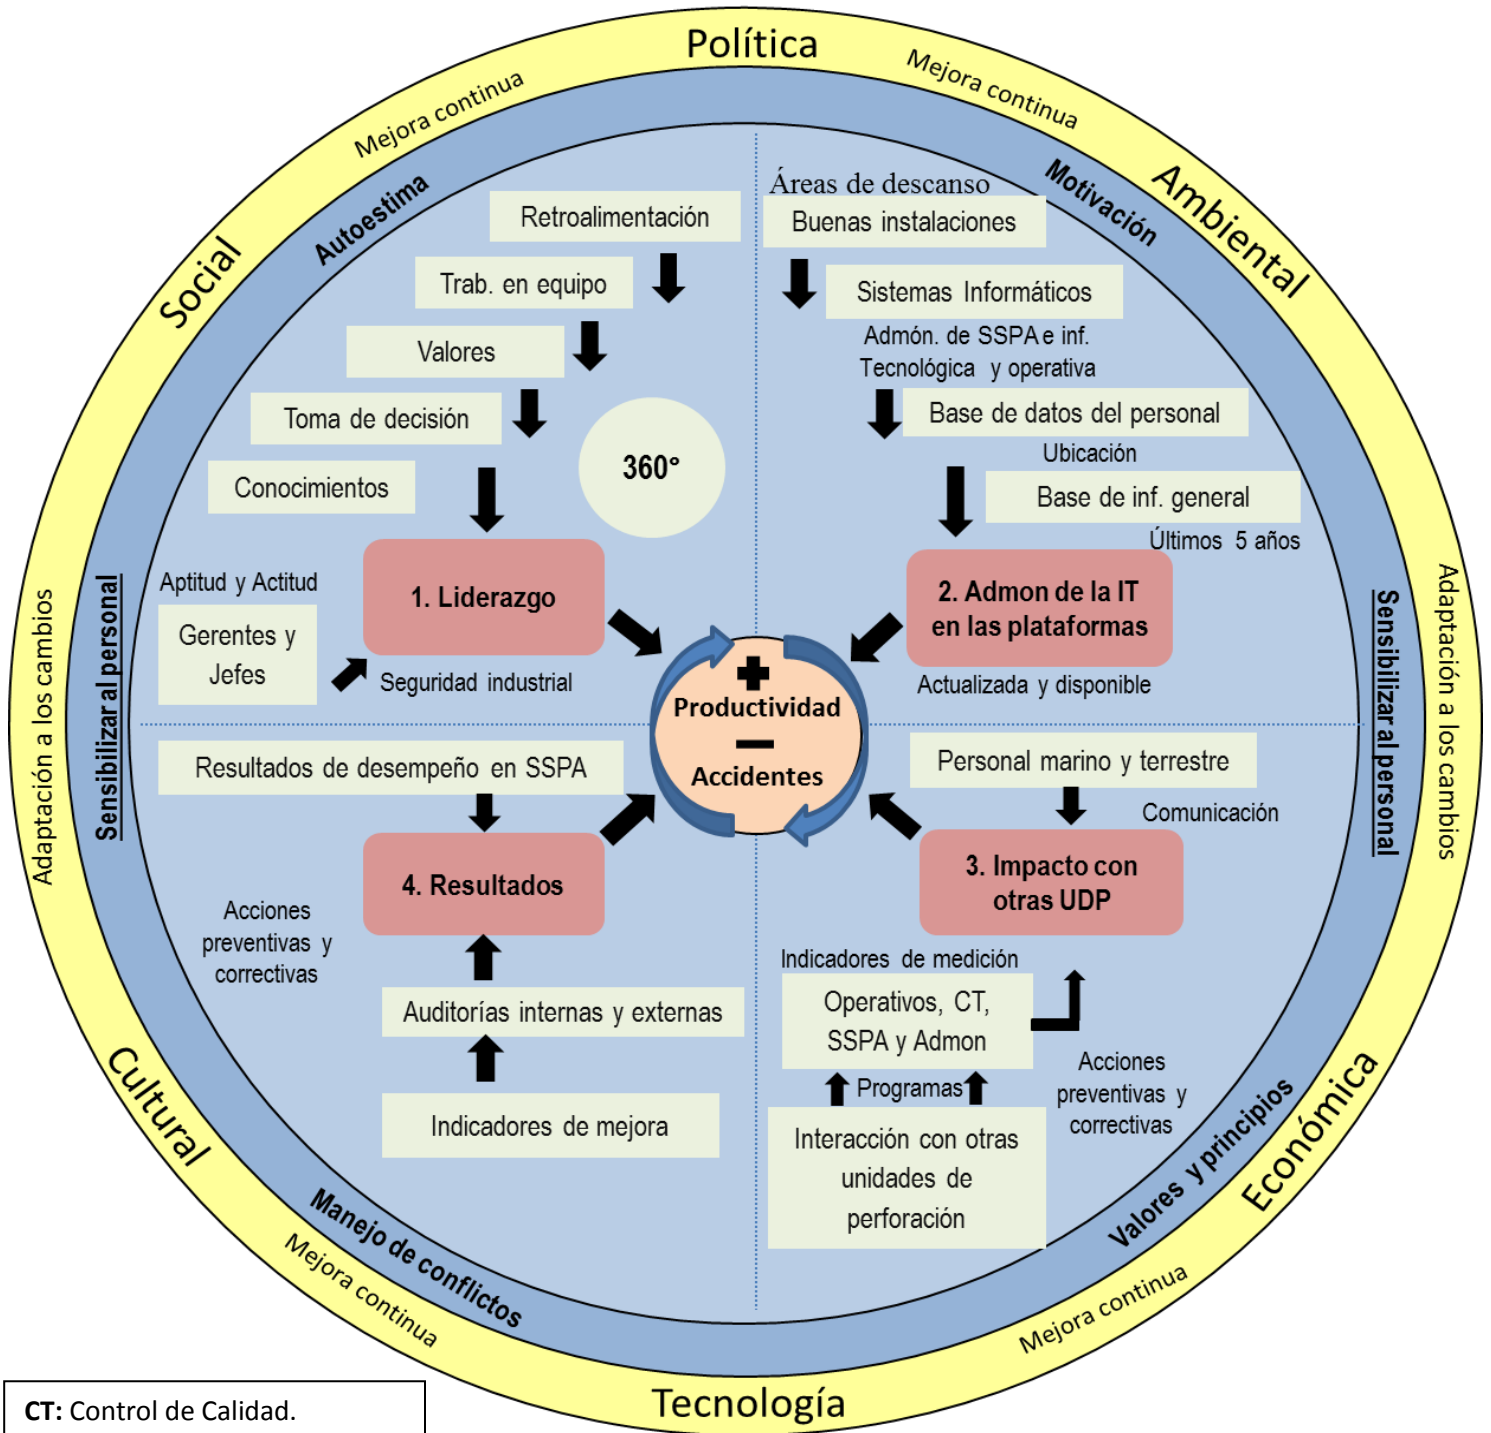 Política
Mejora continua
Mejora continua
Social
Ambiental
Autoestima
Motivación
Adaptación a los cambios
Sensibilizar al personal
Retroalimentación
Trab. en equipo
Valores
Toma de decisión
Conocimientos
360°
Aptitud y Actitud
Gerentes y
Jefes
1. Liderazgo
Seguridad industrial
Áreas de descanso
Buenas instalaciones
Sistemas Informáticos
Admón. de SSPA e inf.
Tecnológica y operativa
Base de datos del personal
Ubicación
Base de inf. general
Últimos 5 años
2. Admon de la IT
en las plataformas
Actualizada y disponible
Sensibilizar al personal
Adaptación a los cambios
Productividad
Accidentes
Resultados de desempeño en SSPA
4. Resultados
Acciones
preventivas y
correctivas
Auditorías internas y externas
Indicadores de mejora
Personal marino y terrestre
Comunicación
3. Impacto con
otras UDP
Indicadores de medición
Operativos, CT,
SSPA y Admon
Programas
Acciones
preventivas y
correctivas
Interacción con otras
unidades de
perforación
Cultural
Económica
Manejo de conflictos
Valores y principios
Mejora continua
Mejora continua
Tecnología
CT: Control de Calidad.